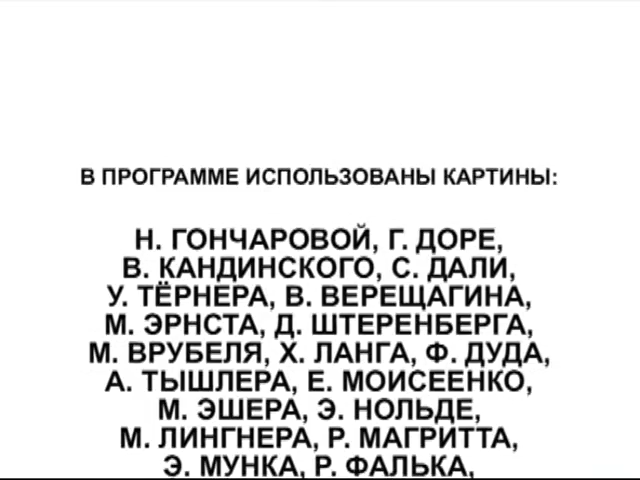 В ПРОГРАММЕ ИСПОЛЬЗОВАНЫ КАРТИНЫ:
Н. ГОНЧАРОВОЙ, Г. ДОРЕ,
В. КАНДИНСКОГО, С. ДАЛИ,
У. ТЁРНЕРА, В. ВЕРЕЩАГИНА,
М. ЭРНСТА, Д. ШТЕРЕНБЕРГА,
М. ВРУБЕЛЯ, Х. ЛАНГА, Ф. ДУДА,
А. ТЫШЛЕРА, Е. МОИСЕЕНКО,
М. ЭШЕРА, Э. НОЛЬДЕ,
М. ЛИНГНЕРА, Р. МАГРИТТА,
Э. МУНКА, Р. ФАЛЬКА,